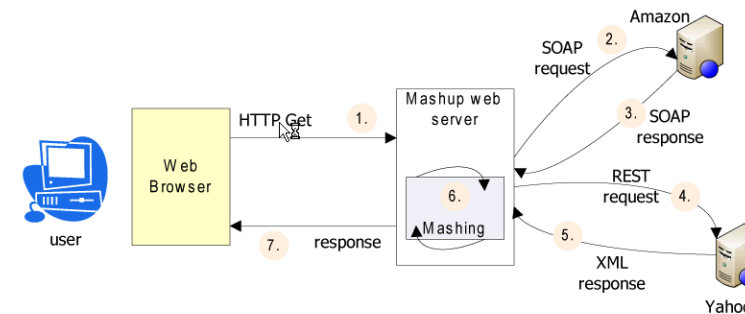 Amazon
SOAP
request
2.
HTTP Get
1.
Mashup web
server
3.
SOAP
response
Web
Browser
user
REST
request
4.
6.
Mashing
7.
response
5.
XML
response
Yahoo